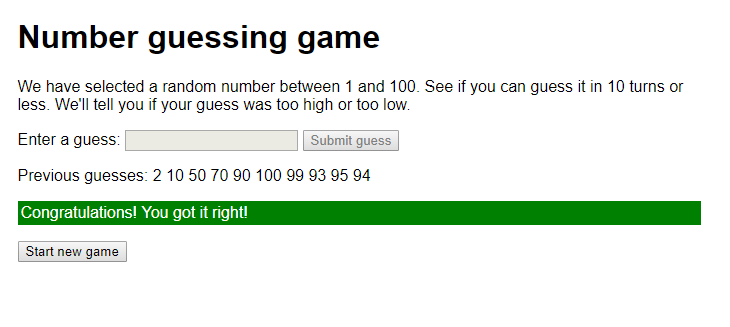 Number guessing game
We have selected a random number between 1 and 100. See if you can guess it in 10 turns or
less. We'll tell you if your guess was too high or too low.
Enter a guess: Submit guess
Previous guesses: 2 10 50 70 90 100 99 93 95 94
Congratulations! You got it right!
Start new game